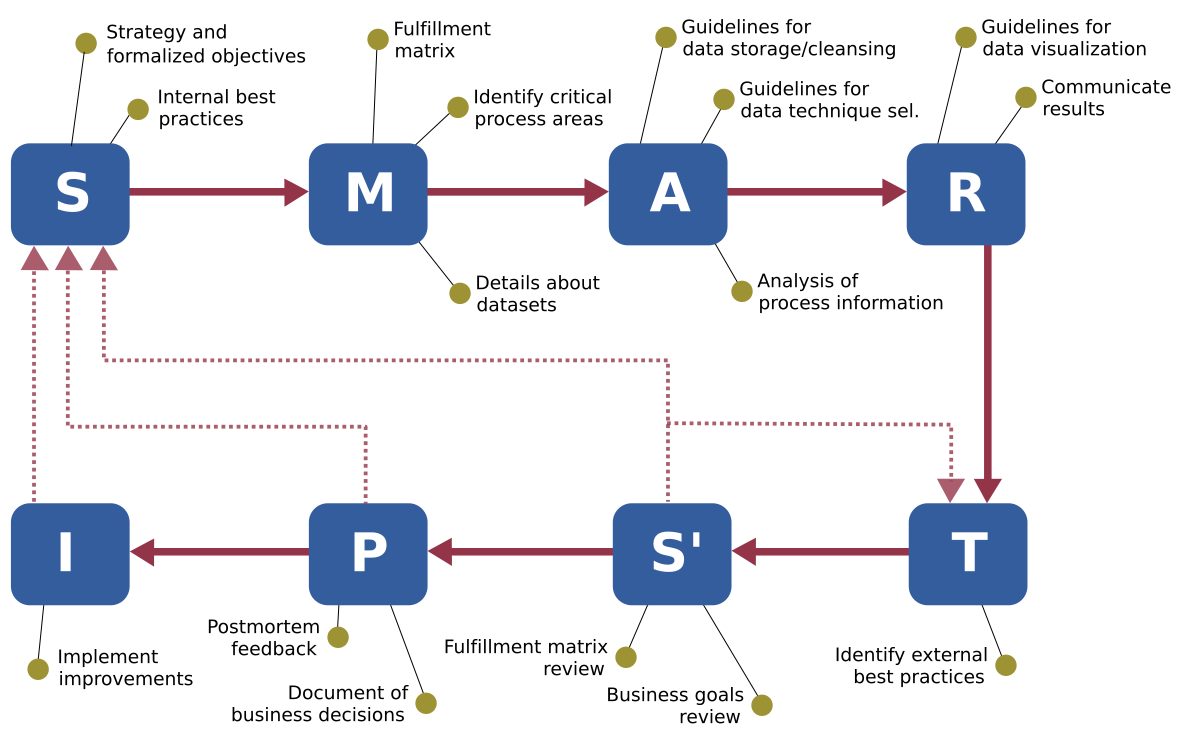 Strategy and
formalized objectives
Internal best
practices
Fulfillment
matrix
Identify critical
process areas
Guidelines for
data storage/cleansing
Guidelines for
data technique sel.
Guidelines for
data visualization
Communicate
results
S
M
A
R
Details about
datasets
Analysis of
process information
I
P
S'
T
Implement
improvements
Postmortem
feedback
Document of
business decisions
Fulfillment matrix
review
Business goals
review
Identify external
best practices